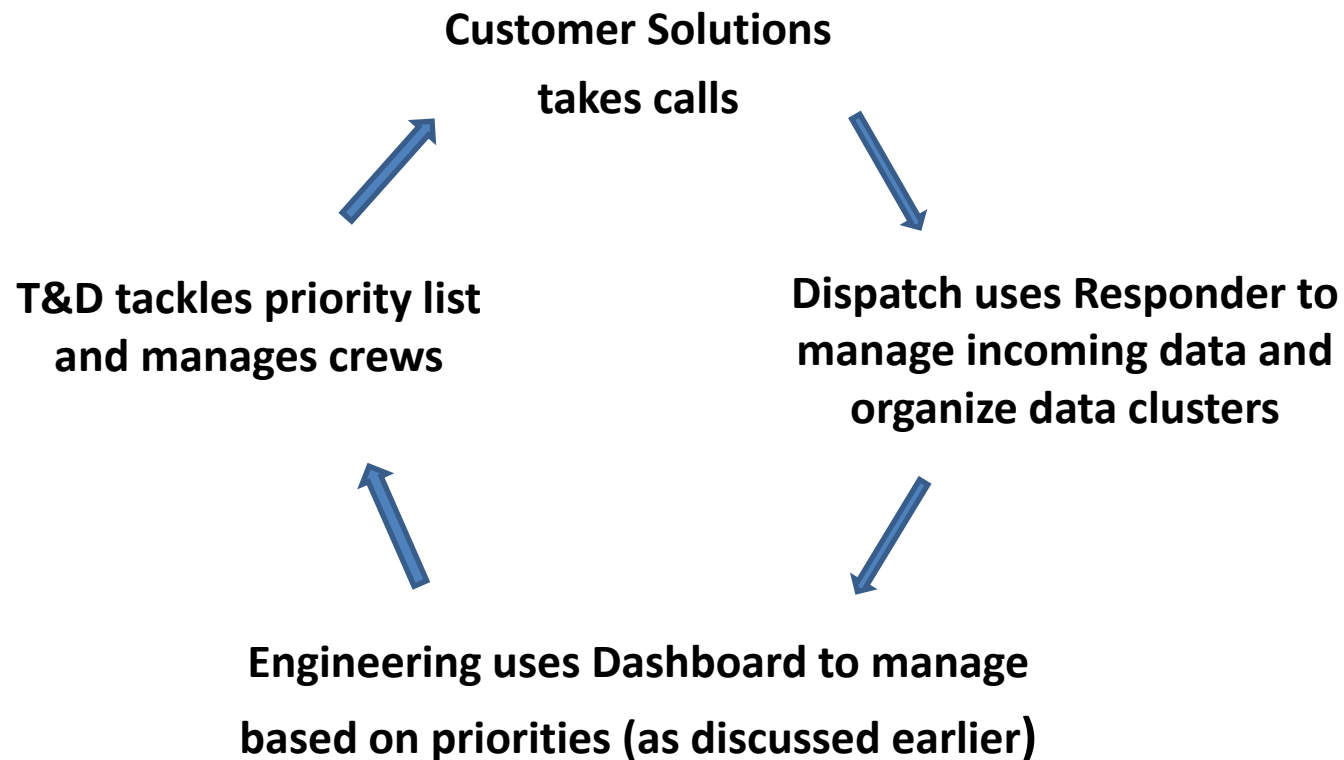 Customer Solutions
takes calls
T&D tackles priority list
and manages crews
Dispatch uses Responder to
manage incoming data and
organize data clusters
Engineering uses Dashboard to manage
based on priorities (as discussed earlier)